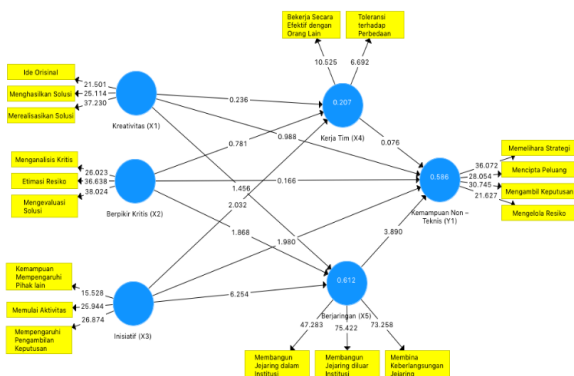 Bekerja Secara
Efektif dengan
Orang Lain
Toleransi
terhadap
Perbedaan
10.525
6.692
Ide Orisinal
Menghasilkan Solusi
Merealisasikan Solusi
21.501
25.114
37.230
Kreativitas (X1)
0.236
0.207
Kerja Tim (X4)
0.781
0.988
0.076
Menganalisis Kritis
Etimasi Resiko
Mengevaluasi
Solusi
26.023
36.638
38.024
Berpikir Kritis (X2)
0.166
1.456
2.032
0.586
Kemampuan Non –
Teknis (Y1)
36.072
28.054
30.745
21.627
Memelihara Strategi
Mencipta Peluang
Mengambil Keputusan
Mengelola Resiko
1.868
1.980
3.890
Kemampuan
Mempengaruhi
Pihak lain
Memulai Aktivitas
Mempengaruhi
Pengambilan
Keputusan
15.528
25.944
26.874
Inisiatif (X3)
6.254
0.612
Berjaringan (X5)
47.283
75.422
73.258
Membangun
Jejaring dalam
Institusi
Membangun
Jejaring diluar
Institusi
Membina
Keberlangsungan
Jejaring